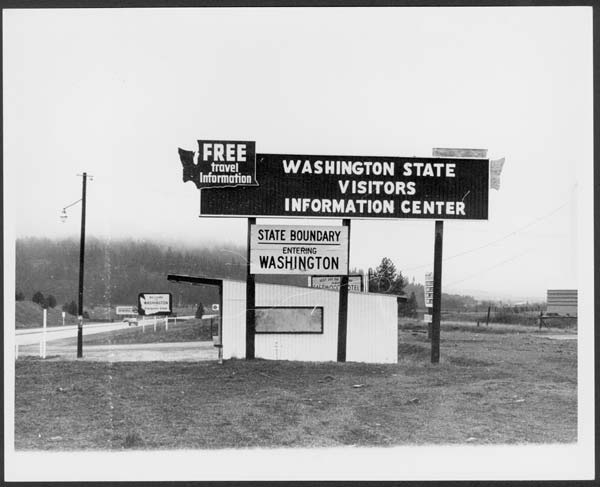 FREE
travel
Information
WASHINGTON STATE
VISITORS
INFORMATION CENTER
STATE BOUNDARY
ENTERING
WASHINGTON